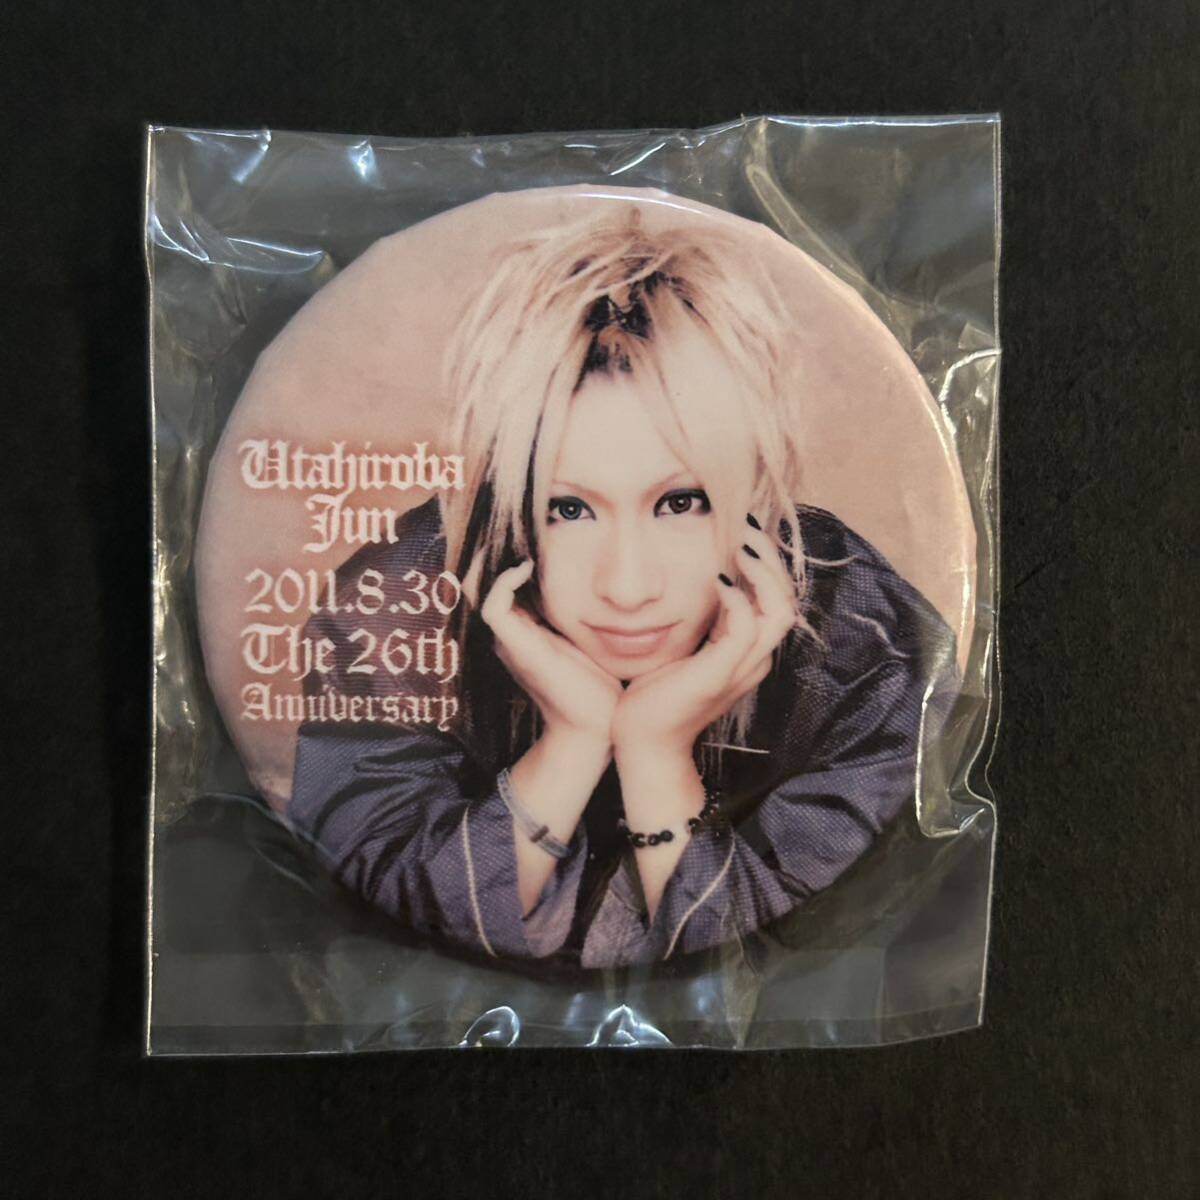 Utahiroba
Jun
2011.8.30
The 26th
Anniversary